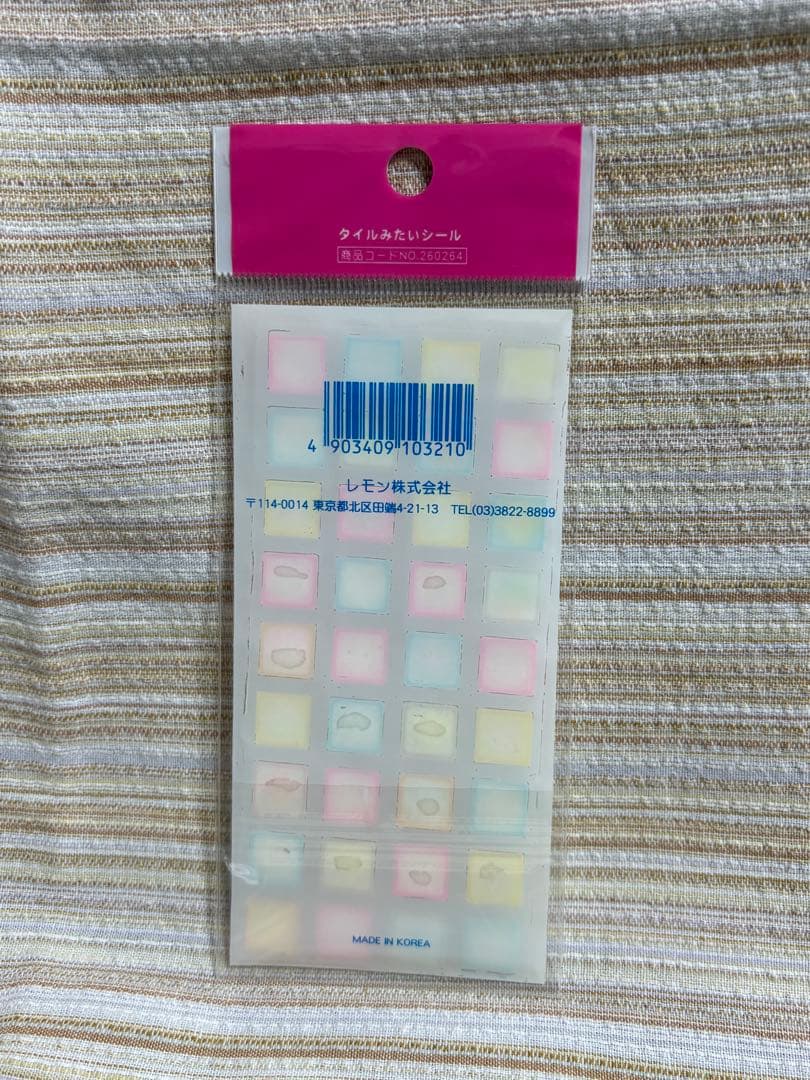 タイルみたいシール
商品コードNO.260264
4 903409 103210
レモン株式会社
〒114-0014 東京都北区田端4-21-13 TEL(03)3822-8899
MADE IN KOREA